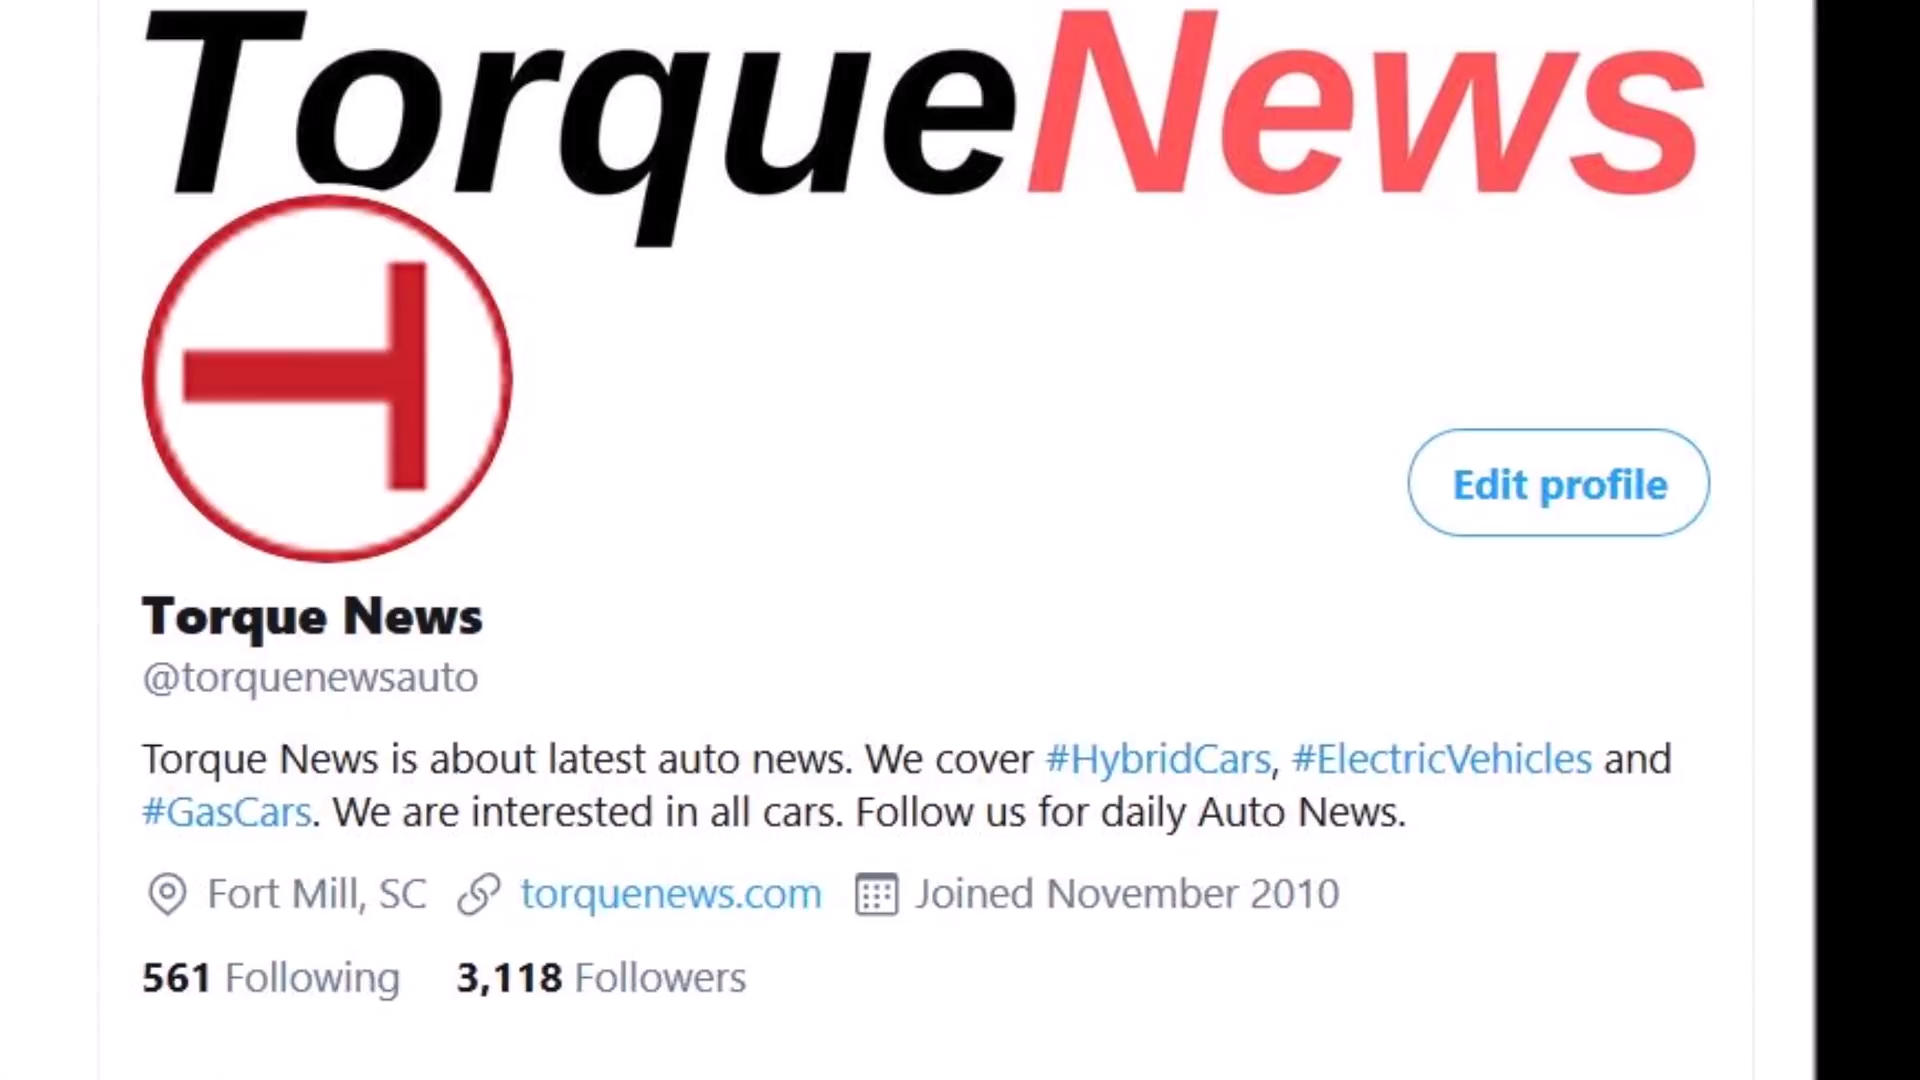 TorqueNews
T
Edit profile
Torque News
@torquenewsauto
Torque News is about latest auto news. We cover #HybridCars, #ElectricVehicles and
#GasCars. We are interested in all cars. Follow us for daily Auto News.
Fort Mill, SC torquenews.com Joined November 2010
561 Following 3,118 Followers